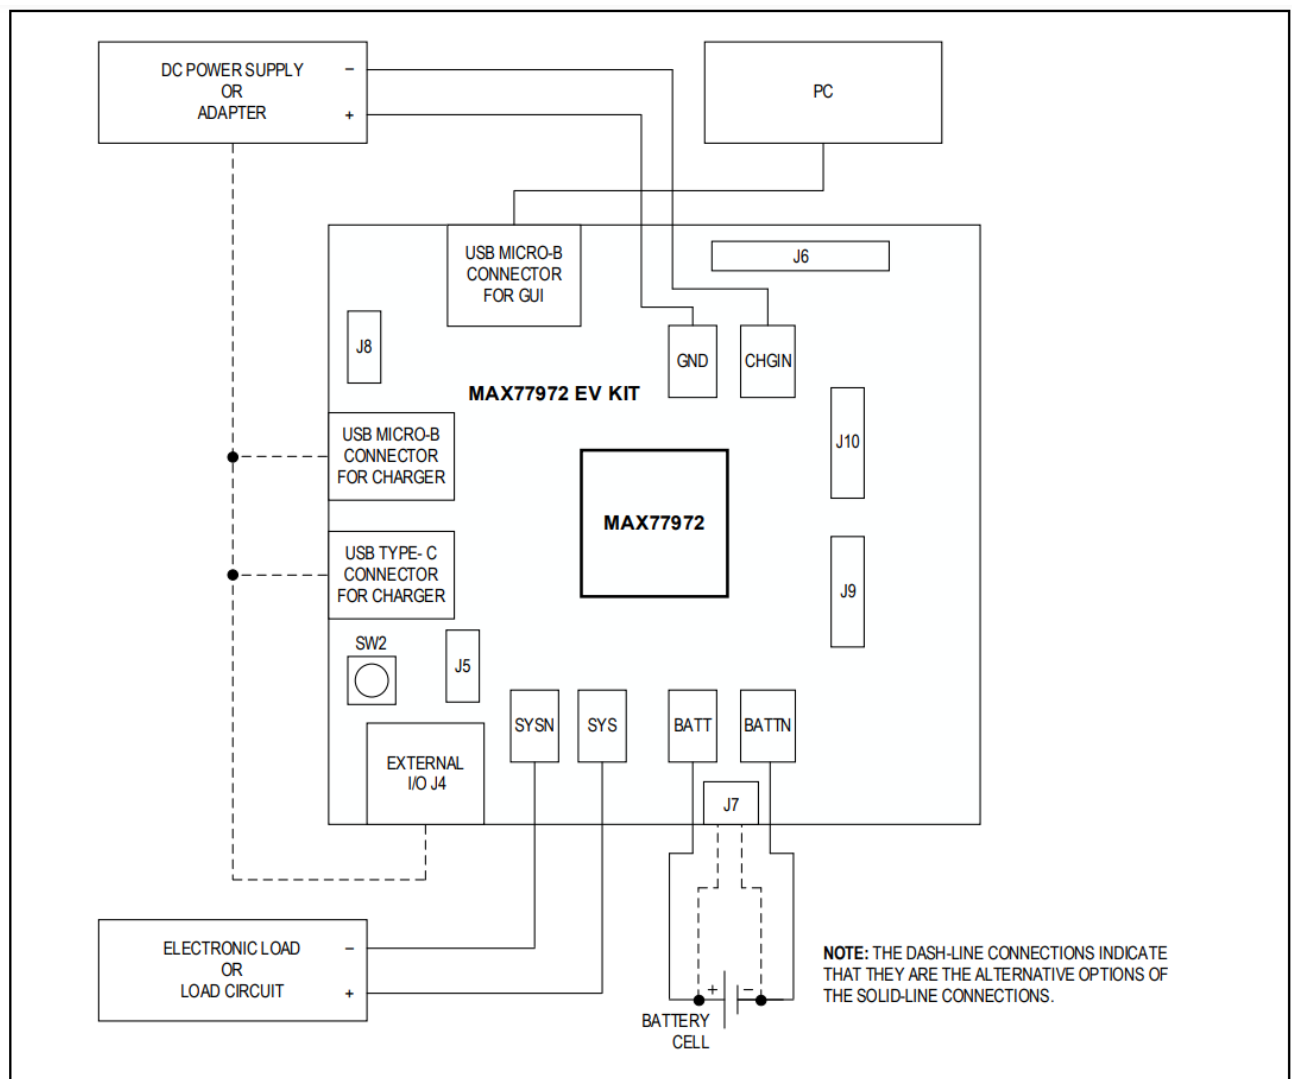 DC POWER SUPPLY
OR
ADAPTER
−
+
PC
USB MICRO-B
CONNECTOR
FOR GUI
J6
J8
GND
CHGIN
MAX77972 EV KIT
USB MICRO-B
CONNECTOR
FOR CHARGER
J10
MAX77972
USB TYPE- C
CONNECTOR
FOR CHARGER
J9
SW2
J5
SYSN
SYS
BATT
BATTN
EXTERNAL
I/O J4
J7
ELECTRONIC LOAD
OR
LOAD CIRCUIT
−
+
+
−
BATTERY
CELL
NOTE: THE DASH-LINE CONNECTIONS INDICATE
THAT THEY ARE THE ALTERNATIVE OPTIONS OF
THE SOLID-LINE CONNECTIONS.